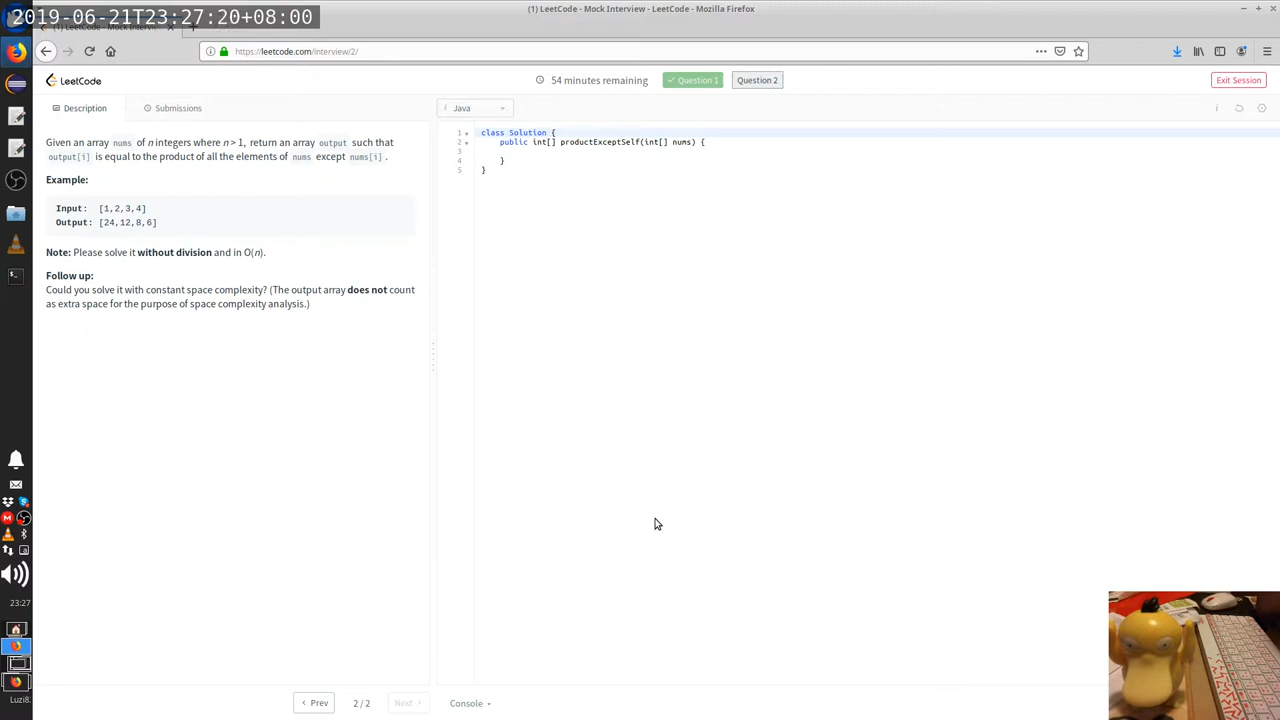 2019-06-21T23:27:20+08:00
(1) LeetCode - Mock Interview - LeetCode - Mozilla Firefox
https://leetcode.com/interview/2/
LeetCode
54 minutes remaining
Question 1
Question 2
Exit Session
Description
Submissions
Java
Given an array nums of n integers where n > 1, return an array output such that
output[i] is equal to the product of all the elements of nums except nums[i].
Example:
Input: [1,2,3,4]
Output: [24,12,8,6]
Note: Please solve it without division and in O(n).
Follow up:
Could you solve it with constant space complexity? (The output array does not count
as extra space for the purpose of space complexity analysis.)
1 class Solution {
2 public int[] productExceptSelf(int[] nums) {
3
4 }
5 }
23:27
Prev
2/2
Next
Console